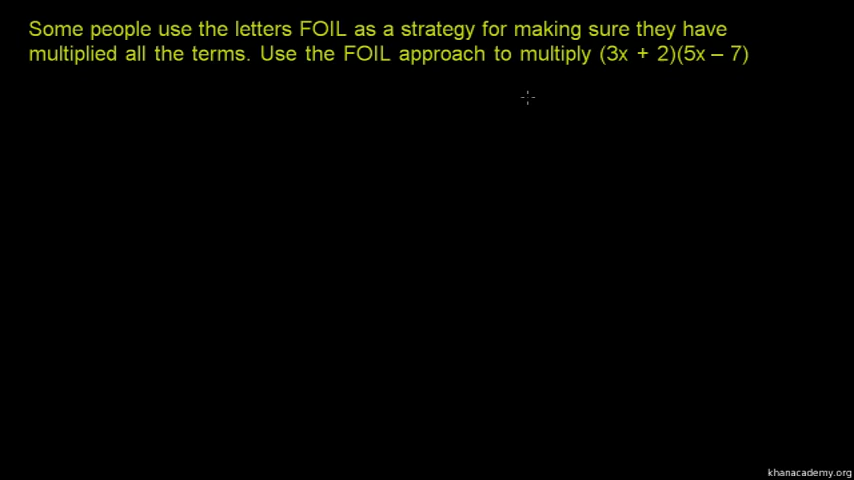 Some people use the letters FOIL as a strategy for making sure they have
multiplied all the terms. Use the FOIL approach to multiply (3x + 2)(5x – 7)
khanacademy.org